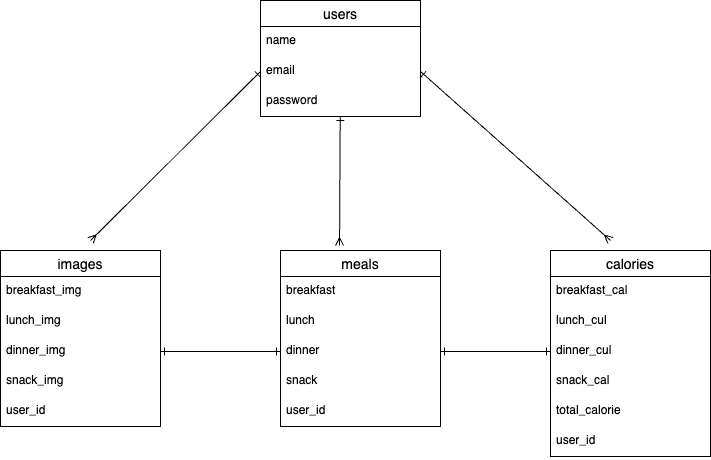 users
name
email
password
images
breakfast_img
lunch_img
dinner_img
snack_img
user_id
meals
breakfast
lunch
dinner
snack
user_id
calories
breakfast_cal
lunch_cul
dinner_cul
snack_cal
total_calorie
user_id